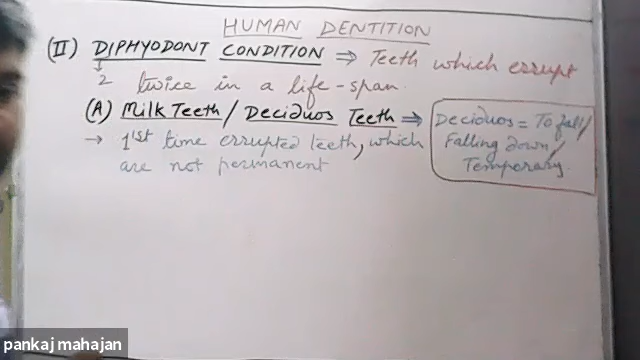 HUMAN DENTITION
(II) DIPHYODONT CONDITION ⇒ Teeth which errupt
2 twice in a life-span.
(A) Milk Teeth / Deciduos Teeth ⇒
→ 1st time errupted teeth, which are not permanent
Deciduos = To fall/
Falling down/
Temporary.
pankaj mahajan